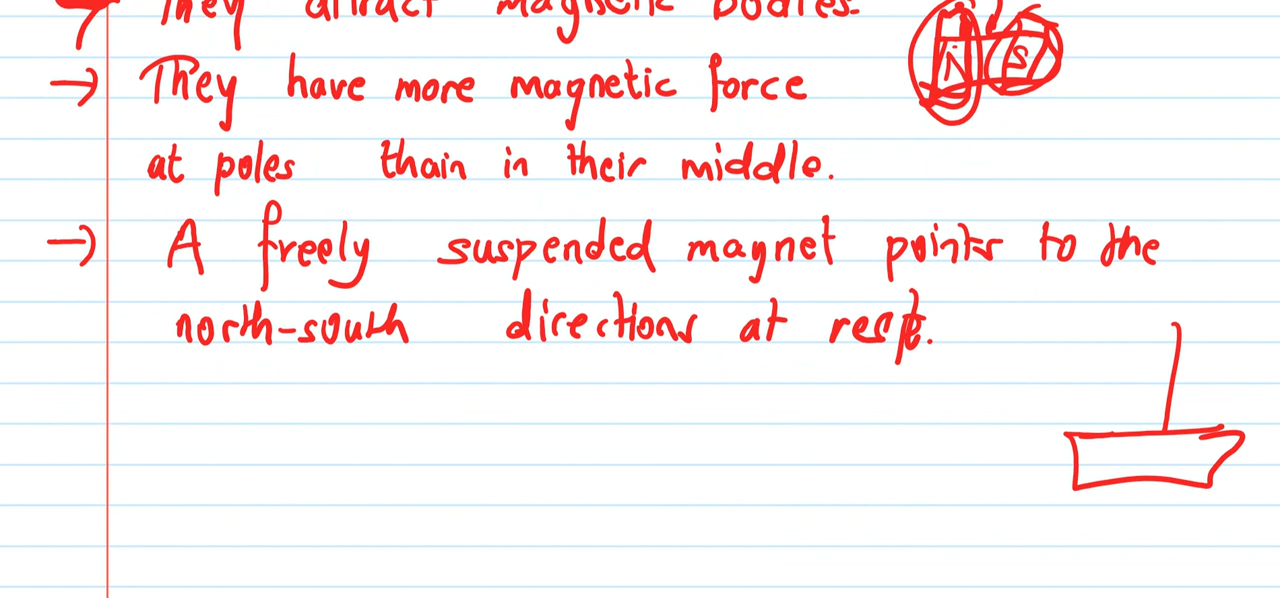 → They attract magnetic bodies.
→ They have more magnetic force
at poles thain in their middle.
→ A freely suspended magnet points to the
north-south directions at rest.
N S